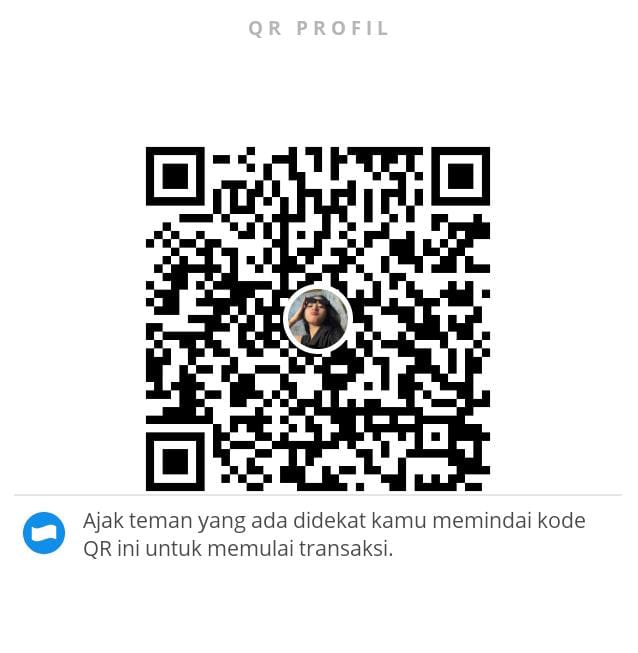 QR PROFIL
Ajak teman yang ada didekat kamu memindai kode
QR ini untuk memulai transaksi.